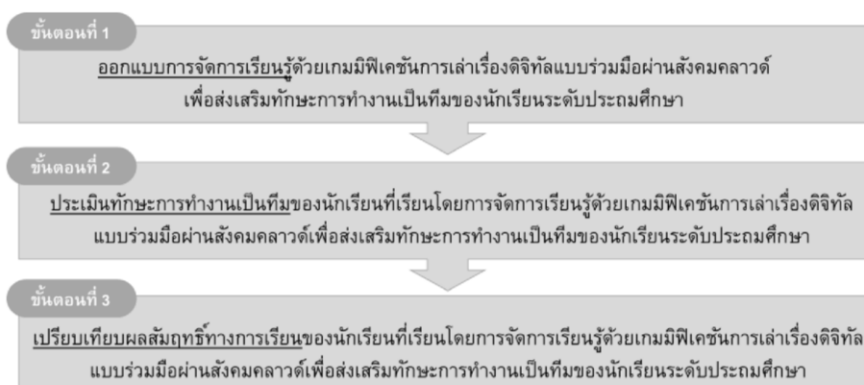 ขั้นตอนที่ 1
ออกแบบการจัดการเรียนรู้ด้วยเกมมิฟิเคชันการเล่าเรื่องดิจิทัลแบบร่วมมือผ่านสังคมคลาวด์
เพื่อส่งเสริมทักษะการทำงานเป็นทีมของนักเรียนระดับประถมศึกษา
ขั้นตอนที่ 2
ประเมินทักษะการทำงานเป็นทีมของนักเรียนที่เรียนโดยการจัดการเรียนรู้ด้วยเกมมิฟิเคชันการเล่าเรื่องดิจิทัล
แบบร่วมมือผ่านสังคมคลาวด์เพื่อส่งเสริมทักษะการทำงานเป็นทีมของนักเรียนระดับประถมศึกษา
ขั้นตอนที่ 3
เปรียบเทียบผลสัมฤทธิ์ทางการเรียนของนักเรียนที่เรียนโดยการจัดการเรียนรู้ด้วยเกมมิฟิเคชันการเล่าเรื่องดิจิทัล
แบบร่วมมือผ่านสังคมคลาวด์เพื่อส่งเสริมทักษะการทำงานเป็นทีมของนักเรียนระดับประถมศึกษา